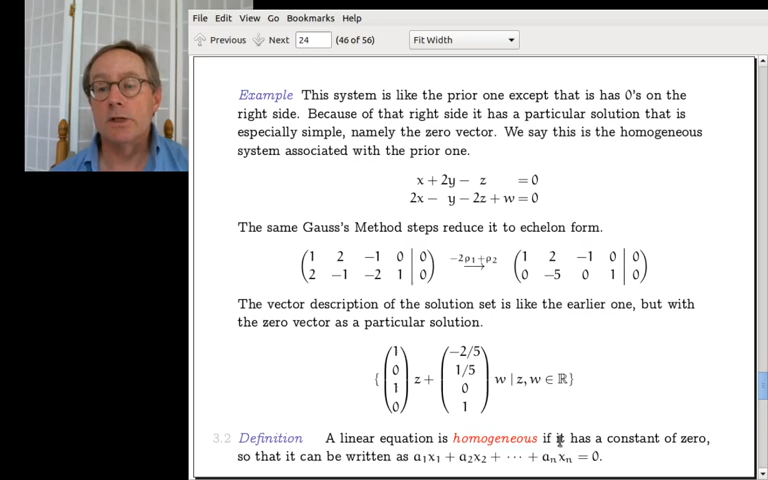 File Edit View Go Bookmarks Help
Previous Next 24 (46 of 56) Fit Width
Example This system is like the prior one except that is has 0's on the
right side. Because of that right side it has a particular solution that is
especially simple, namely the zero vector. We say this is the homogeneous
system associated with the prior one.
x + 2y − z = 0
2x − y − 2z + w = 0
The same Gauss's Method steps reduce it to echelon form.
(1 2 −1 0 | 0) −2ρ₁+ρ₂ (1 2 −1 0 | 0)
(2 −1 −2 1 | 0) ⟶ (0 −5 0 1 | 0)
The vector description of the solution set is like the earlier one, but with
the zero vector as a particular solution.
{ (1 0 1 0) z + (−2/5 1/5 0 1) w | z, w ∈ ℝ}
3.2 Definition A linear equation is homogeneous if it has a constant of zero,
so that it can be written as a₁x₁ + a₂x₂ + ··· + aₙxₙ = 0.